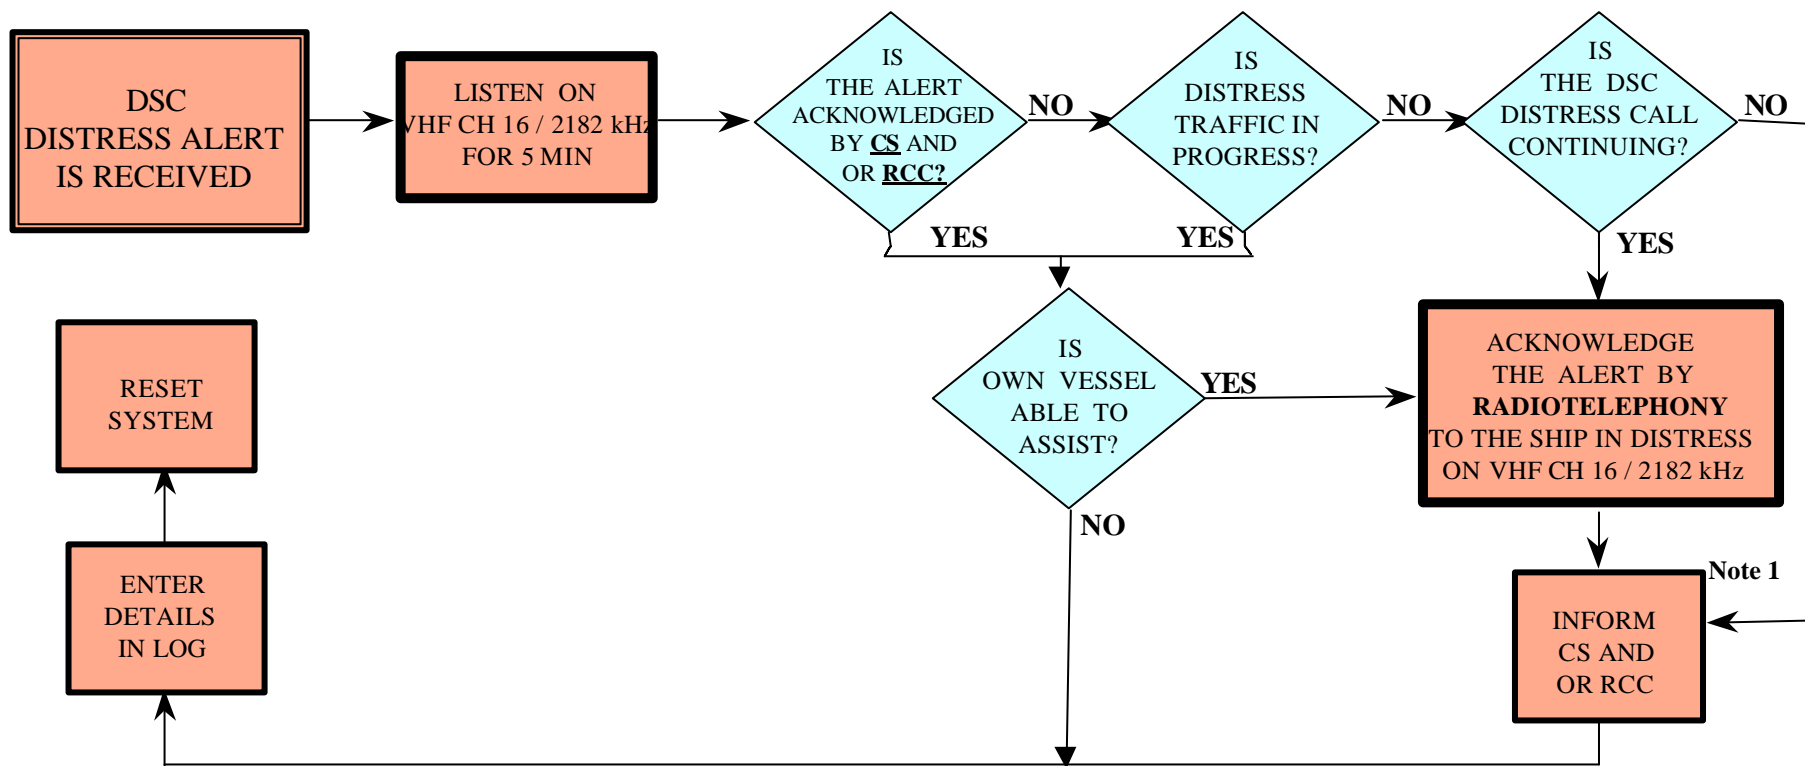 DSC
DISTRESS ALERT
IS RECEIVED
LISTEN ON
VHF CH 16 / 2182 kHz
FOR 5 MIN
IS
THE ALERT
ACKNOWLEDGED
BY CS AND
OR RCC?
NO
YES
IS
DISTRESS
TRAFFIC IN
PROGRESS?
NO
YES
IS
THE DSC
DISTRESS CALL
CONTINUING?
NO
YES
IS
OWN VESSEL
ABLE TO
ASSIST?
YES
NO
ACKNOWLEDGE
THE ALERT BY
RADIOTELEPHONY
TO THE SHIP IN DISTRESS
ON VHF CH 16 / 2182 kHz
Note 1
INFORM
CS AND
OR RCC
ENTER
DETAILS
IN LOG
RESET
SYSTEM